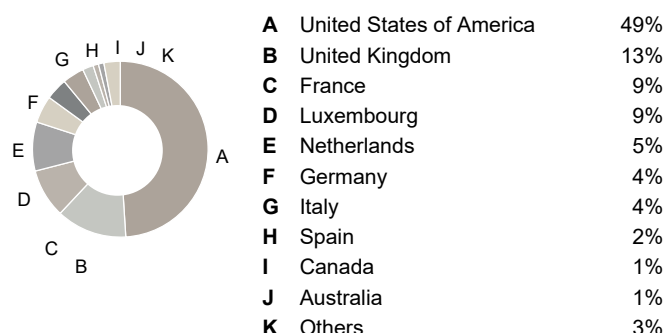 A United States of America 49%
B United Kingdom 13%
C France 9%
D Luxembourg 9%
E Netherlands 5%
F Germany 4%
G Italy 4%
H Spain 2%
I Canada 1%
J Australia 1%
K Others 3%
G H I J K
F
E
A
D
C
B